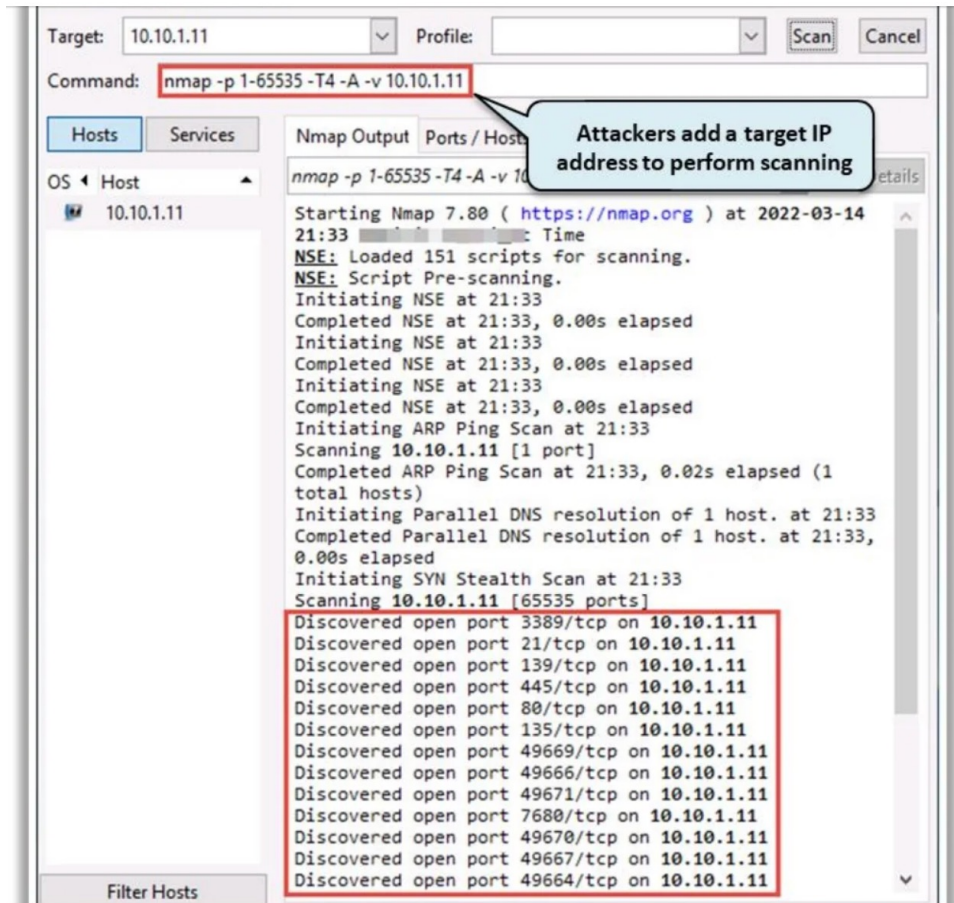 Target: 10.10.1.11 Profile: Scan Cancel
Command: nmap -p 1-65535 -T4 -A -v 10.10.1.11
Attackers add a target IP
address to perform scanning
Hosts Services
OS Host
10.10.1.11
Filter Hosts
Nmap Output Ports / Hosts
nmap -p 1-65535 -T4 -A -v
Starting Nmap 7.80 ( https://nmap.org ) at 2022-03-14
21:33 Time
NSE: Loaded 151 scripts for scanning.
NSE: Script Pre-scanning.
Initiating NSE at 21:33
Completed NSE at 21:33, 0.00s elapsed
Initiating NSE at 21:33
Completed NSE at 21:33, 0.00s elapsed
Initiating NSE at 21:33
Completed NSE at 21:33, 0.00s elapsed
Initiating ARP Ping Scan at 21:33
Scanning 10.10.1.11 [1 port]
Completed ARP Ping Scan at 21:33, 0.02s elapsed (1
total hosts)
Initiating Parallel DNS resolution of 1 host. at 21:33
Completed Parallel DNS resolution of 1 host. at 21:33,
0.00s elapsed
Initiating SYN Stealth Scan at 21:33
Scanning 10.10.1.11 [65535 ports]
Discovered open port 3389/tcp on 10.10.1.11
Discovered open port 21/tcp on 10.10.1.11
Discovered open port 139/tcp on 10.10.1.11
Discovered open port 445/tcp on 10.10.1.11
Discovered open port 80/tcp on 10.10.1.11
Discovered open port 135/tcp on 10.10.1.11
Discovered open port 49669/tcp on 10.10.1.11
Discovered open port 49666/tcp on 10.10.1.11
Discovered open port 49671/tcp on 10.10.1.11
Discovered open port 7680/tcp on 10.10.1.11
Discovered open port 49670/tcp on 10.10.1.11
Discovered open port 49667/tcp on 10.10.1.11
Discovered open port 49664/tcp on 10.10.1.11